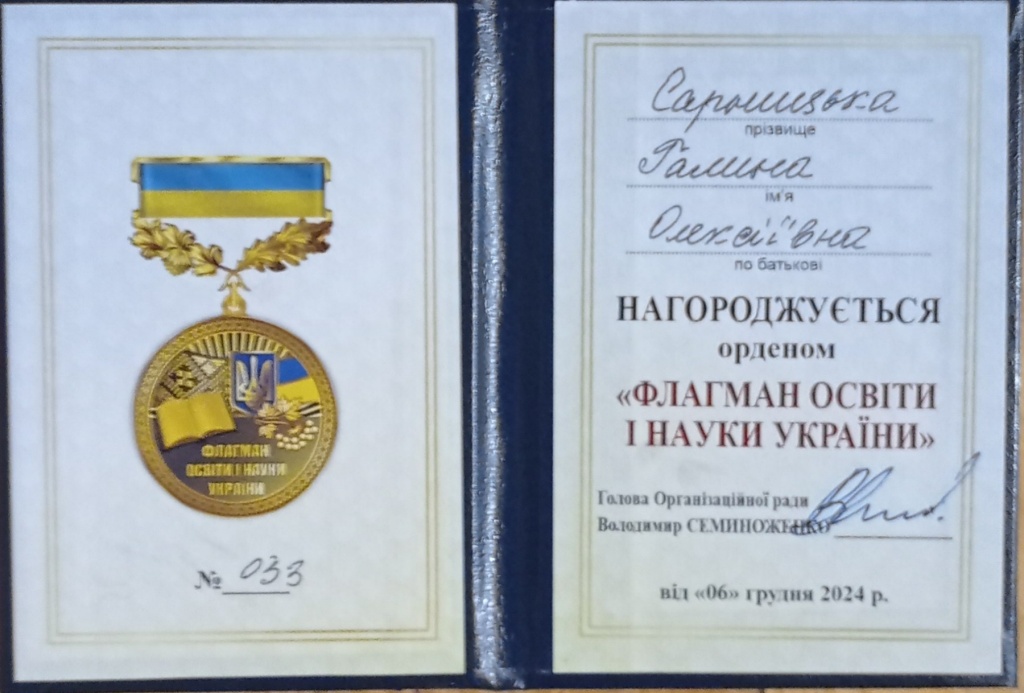 ФЛАГМАН
ОСВІТИ І НАУКИ
УКРАЇНИ
№ 033
прізвище
Галина
ім'я
Олексіївна
по батькові
НАГОРОДЖУЄТЬСЯ
орденом
«ФЛАГМАН ОСВІТИ
І НАУКИ УКРАЇНИ»
Голова Організаційної ради
Володимир СЕМИНОЖЕНКО
від «06» грудня 2024 р.